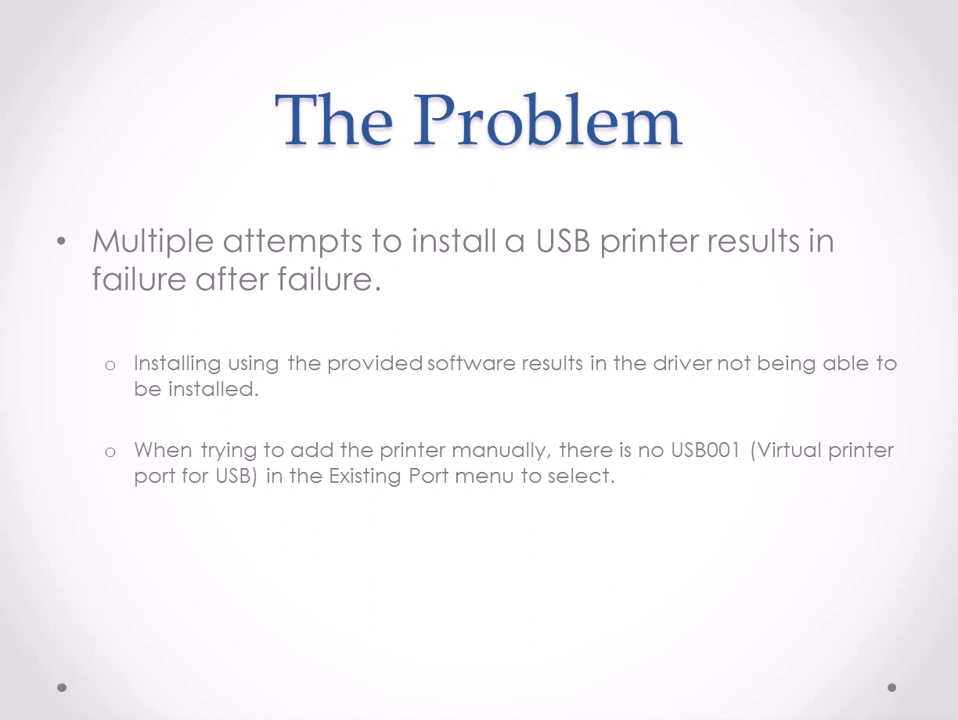 The Problem
• Multiple attempts to install a USB printer results in
failure after failure.
o Installing using the provided software results in the driver not being able to
be installed.
o When trying to add the printer manually, there is no USB001 (Virtual printer
port for USB) in the Existing Port menu to select.